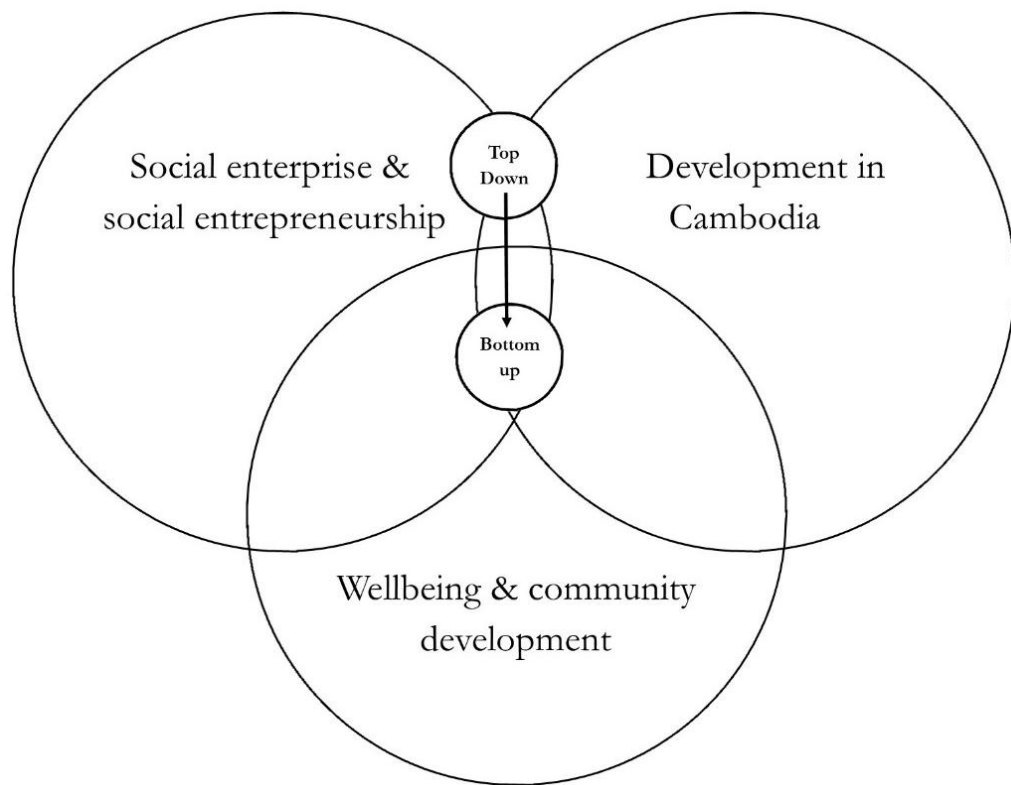 Social enterprise &
social entrepreneurship
Top
Down
Development in
Cambodia
Bottom
up
Wellbeing & community
development